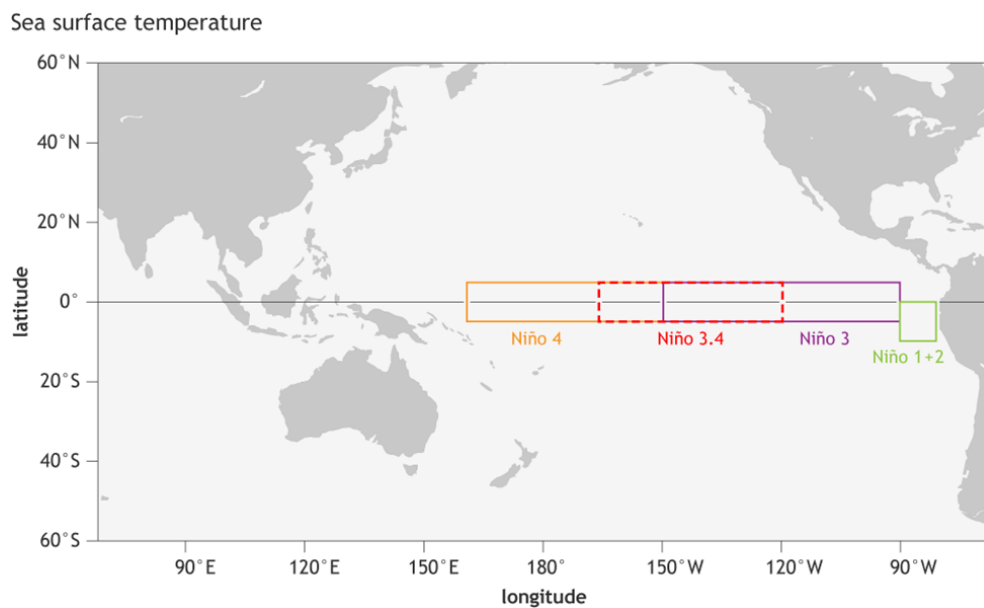 Sea surface temperature
60°N
40°N
20°N
0°
20°S
40°S
60°S
latitude
Niño 4
Niño 3.4
Niño 3
Niño 1+2
90°E
120°E
150°E
180°
150°W
120°W
90°W
longitude